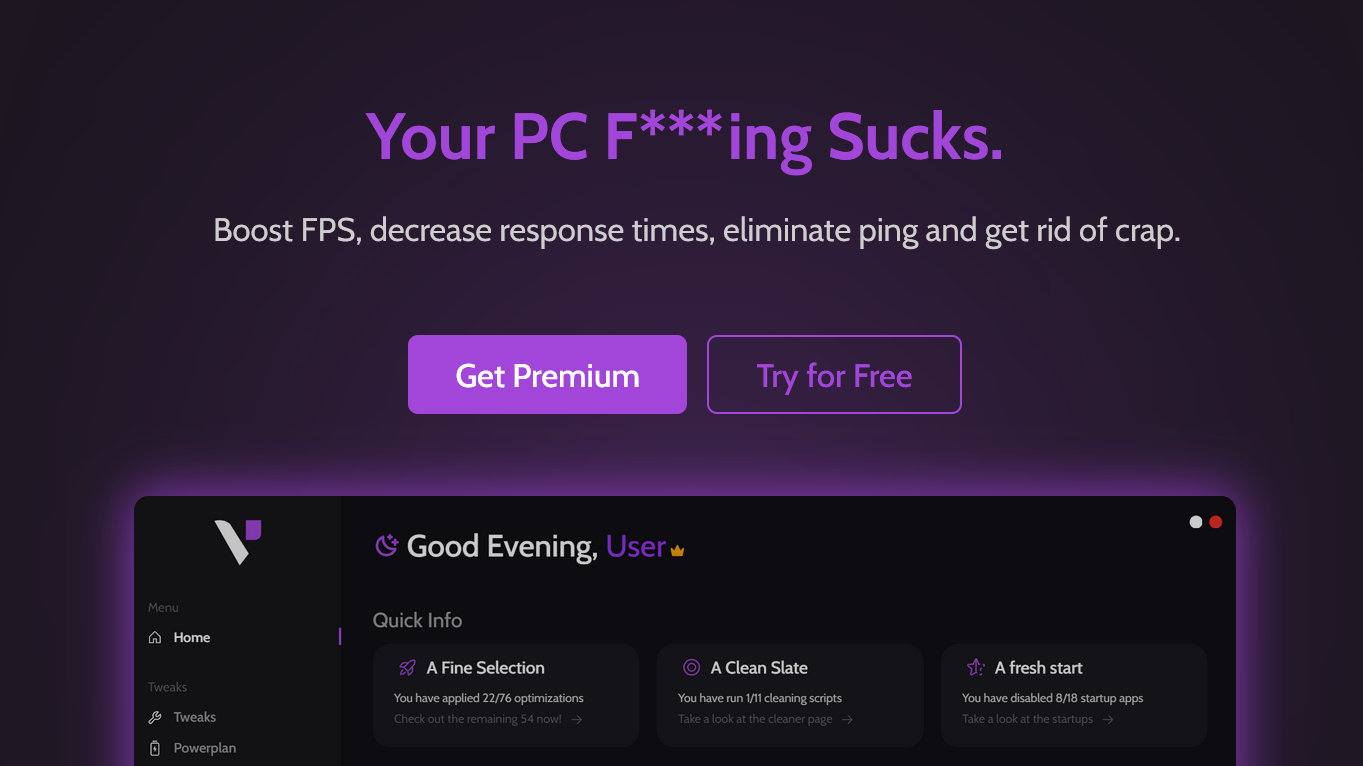 Your PC F***ing Sucks.
Boost FPS, decrease response times, eliminate ping and get rid of crap.
Get Premium
Try for Free
Good Evening, User
Menu
Home
Tweaks
Tweaks
Powerplan
Quick Info
A Fine Selection
You have applied 22/76 optimizations
Check out the remaining 54 now!
A Clean Slate
You have run 1/11 cleaning scripts
Take a look at the cleaner page
A fresh start
You have disabled 8/18 startup apps
Take a look at the startups